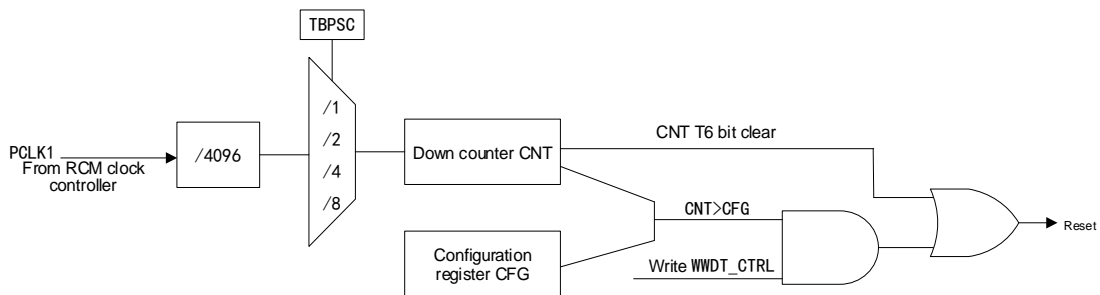 TBPSC
/1
/2
/4
/8
PCLK1
From RCM clock
controller
/4096
Down counter CNT
CNT T6 bit clear
CNT>CFG
Configuration
register CFG
Write WWDT_CTRL
Reset